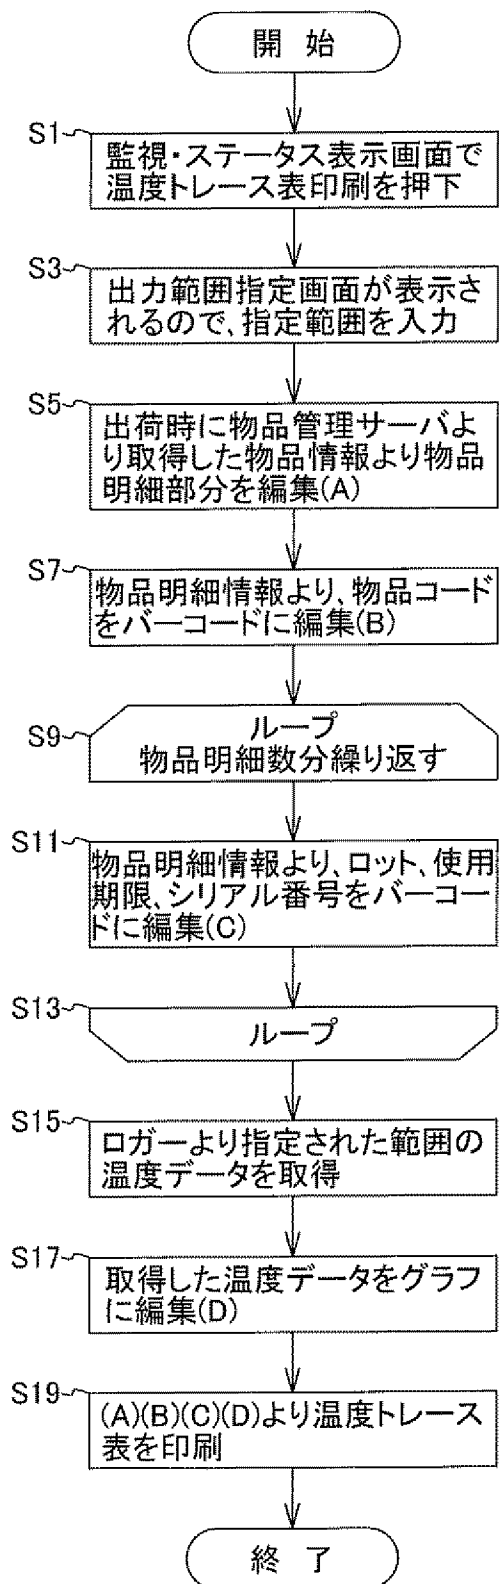 開 始
S1
監視・ステータス表示画面で
温度トレース表印刷を押下
S3
出力範囲指定画面が表示さ
れるので、指定範囲を入力
S5
出荷時に物品管理サーバよ
り取得した物品情報より物品
明細部分を編集(A)
S7
物品明細情報より、物品コード
をバーコードに編集(B)
S9
ループ
物品明細数分繰り返す
S11
物品明細情報より、ロット、使用
期限、シリアル番号をバーコー
ドに編集(C)
S13
ループ
S15
ロガーより指定された範囲の
温度データを取得
S17
取得した温度データをグラフ
に編集(D)
S19
(A)(B)(C)(D)より温度トレース
表を印刷
終 了